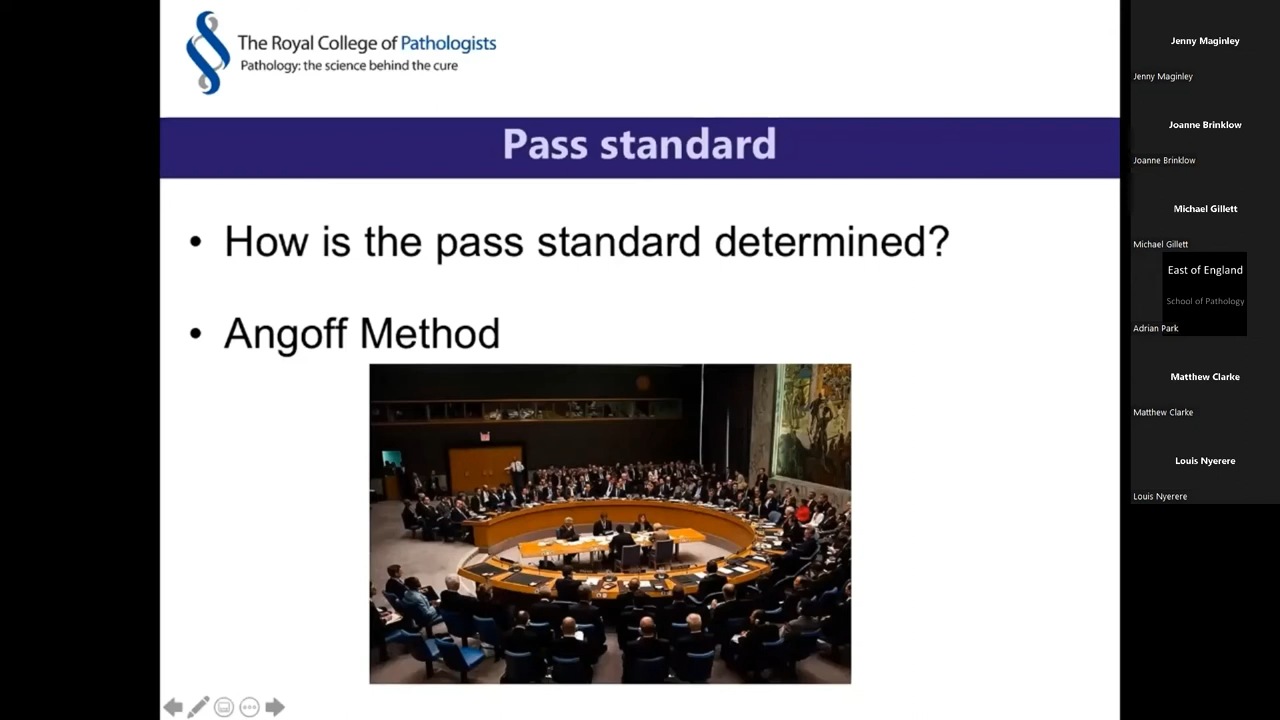 The Royal College of Pathologists
Pathology: the science behind the cure
Pass standard
• How is the pass standard determined?
• Angoff Method
Jenny Maginley
Jenny Maginley
Joanne Brinklow
Joanne Brinklow
Michael Gillett
Michael Gillett
East of England
School of Pathology
Adrian Park
Matthew Clarke
Matthew Clarke
Louis Nyerere
Louis Nyerere